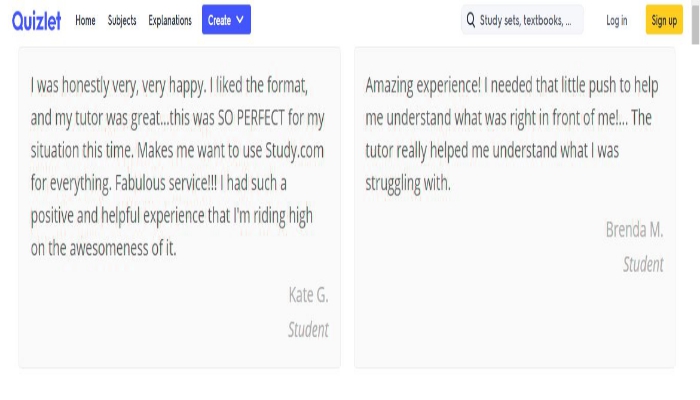 Quizlet Home Subjects Explanations Create Study sets, textbooks, ... Log in Sign up
I was honestly very, very happy. I liked the format,
and my tutor was great...this was SO PERFECT for my
situation this time. Makes me want to use Study.com
for everything. Fabulous service!!! I had such a
positive and helpful experience that I'm riding high
on the awesomeness of it.
Kate G.
Student
Amazing experience! I needed that little push to help
me understand what was right in front of me!... The
tutor really helped me understand what I was
struggling with.
Brenda M.
Student